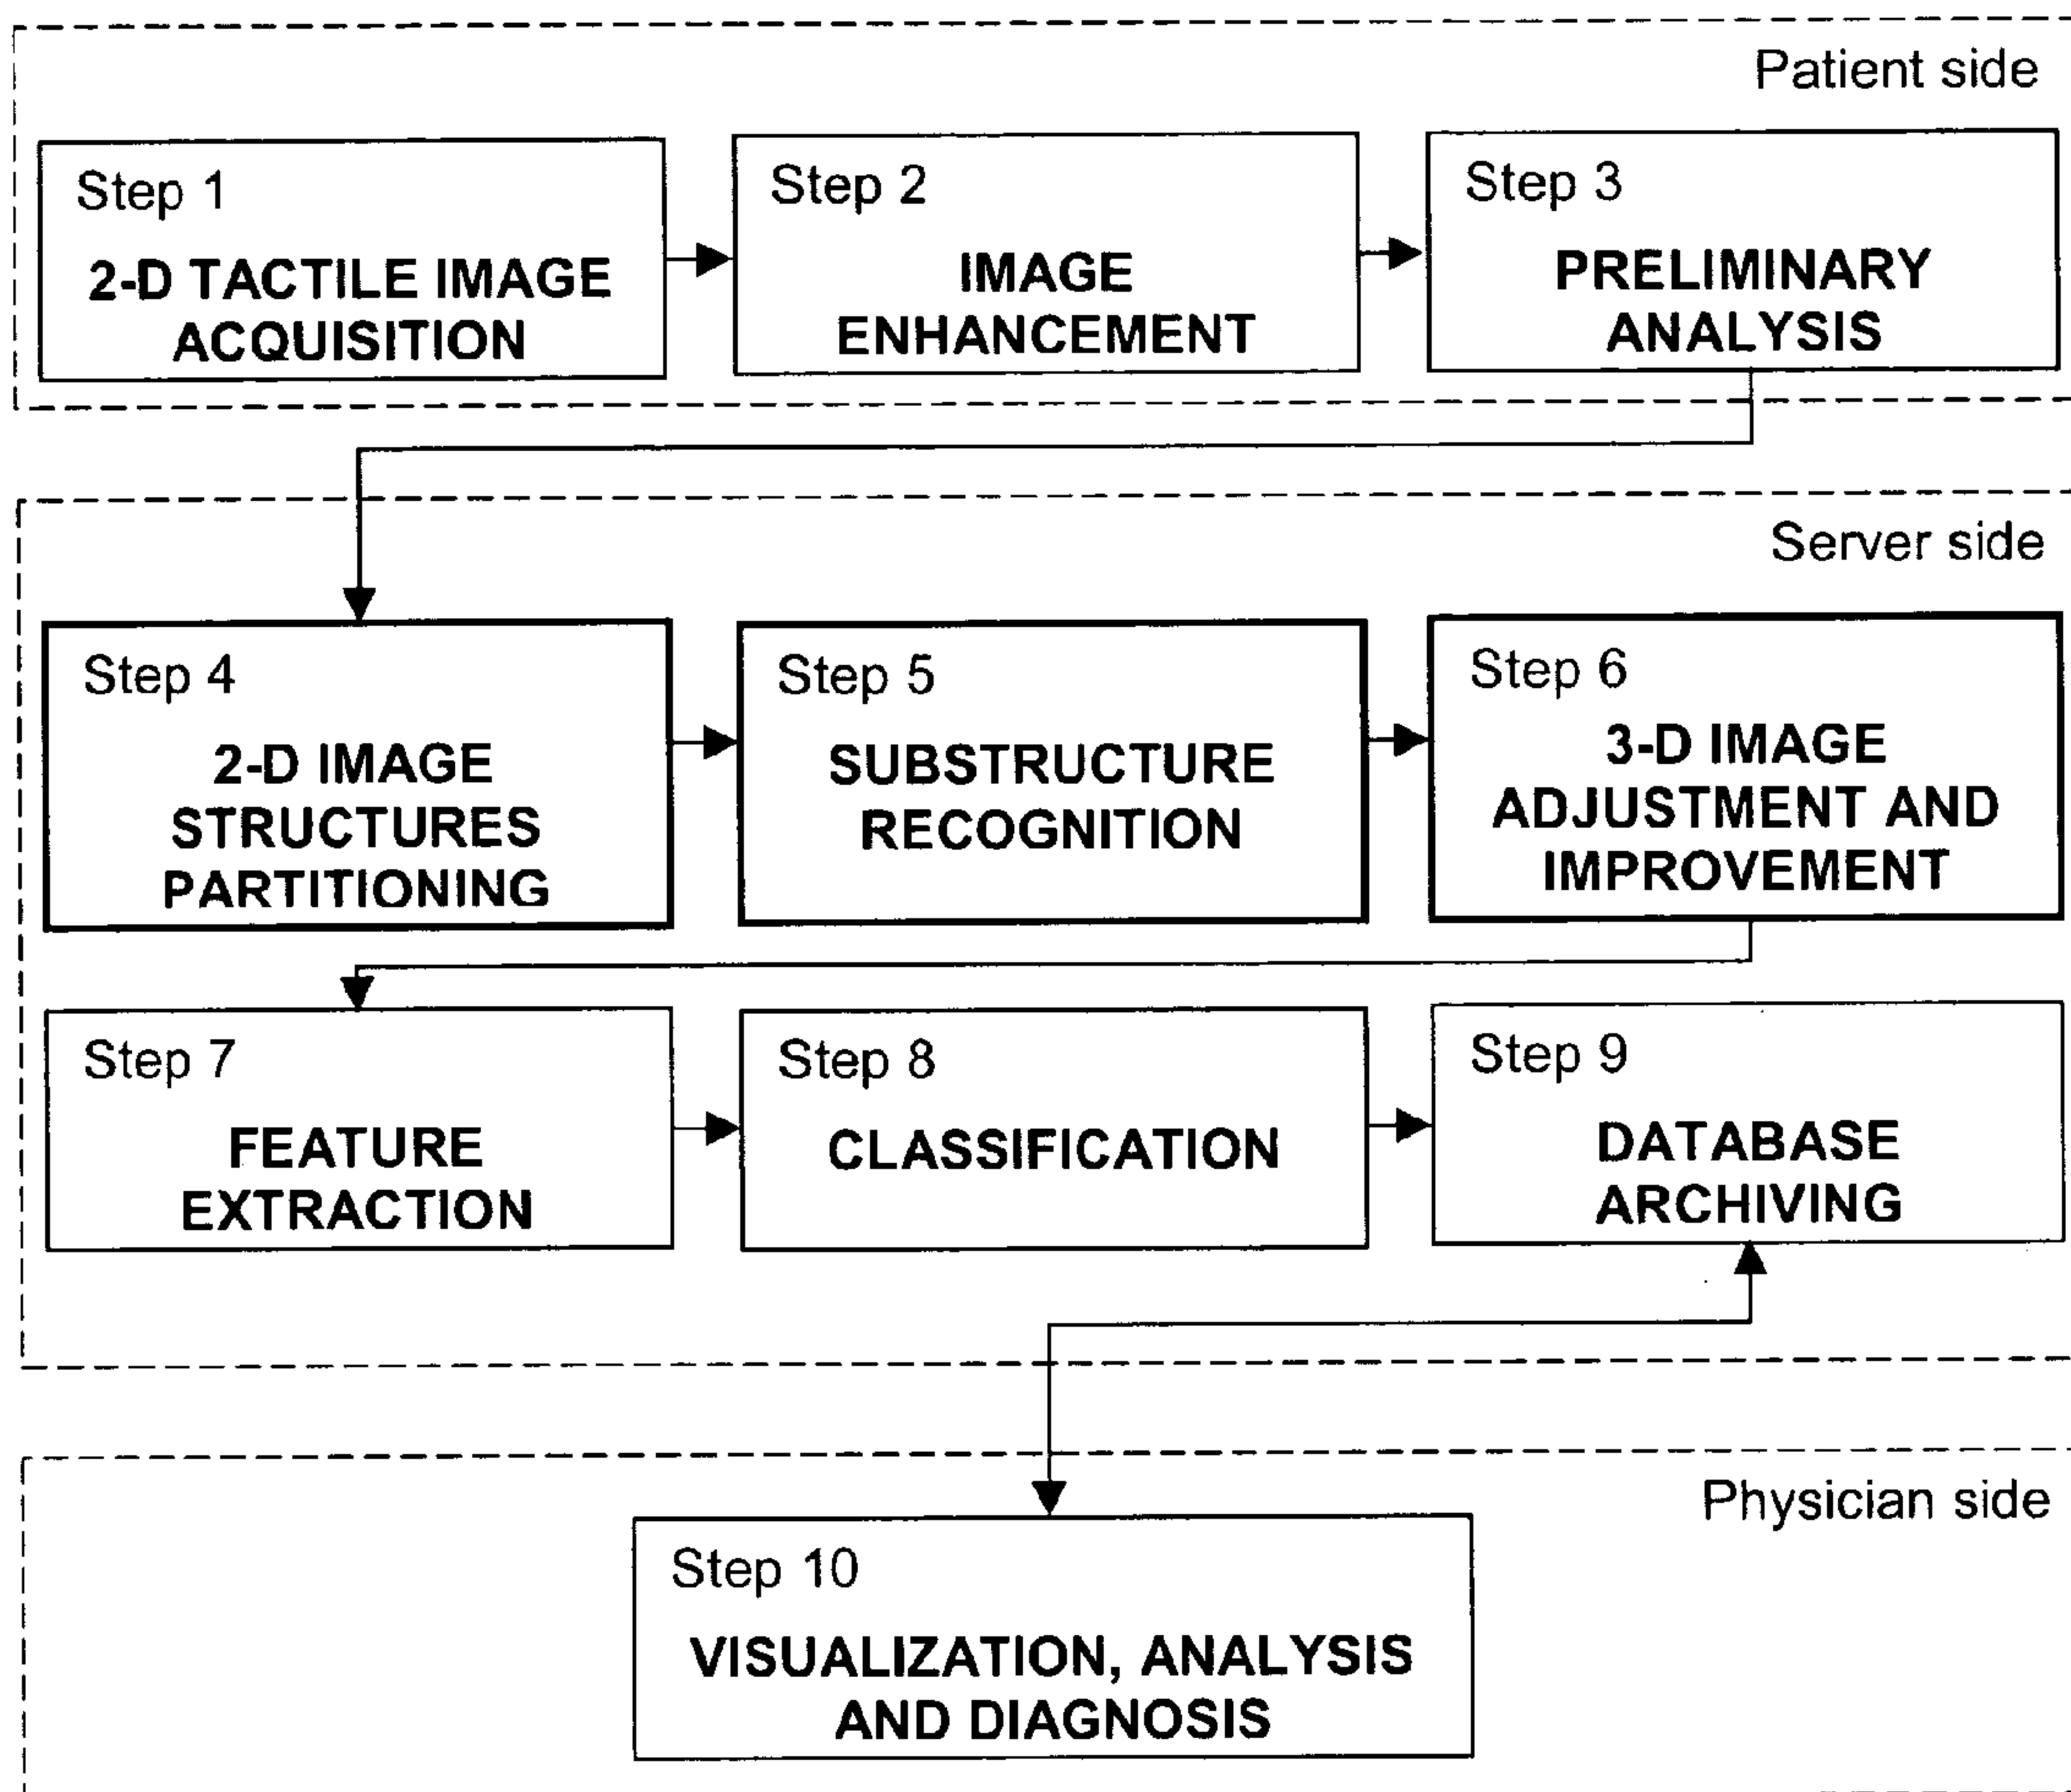 Patient side
Step 1
2-D TACTILE IMAGE
ACQUISITION
Step 2
IMAGE
ENHANCEMENT
Step 3
PRELIMINARY
ANALYSIS
Server side
Step 4
2-D IMAGE
STRUCTURES
PARTITIONING
Step 5
SUBSTRUCTURE
RECOGNITION
Step 6
3-D IMAGE
ADJUSTMENT AND
IMPROVEMENT
Step 7
FEATURE
EXTRACTION
Step 8
CLASSIFICATION
Step 9
DATABASE
ARCHIVING
Physician side
Step 10
VISUALIZATION, ANALYSIS
AND DIAGNOSIS